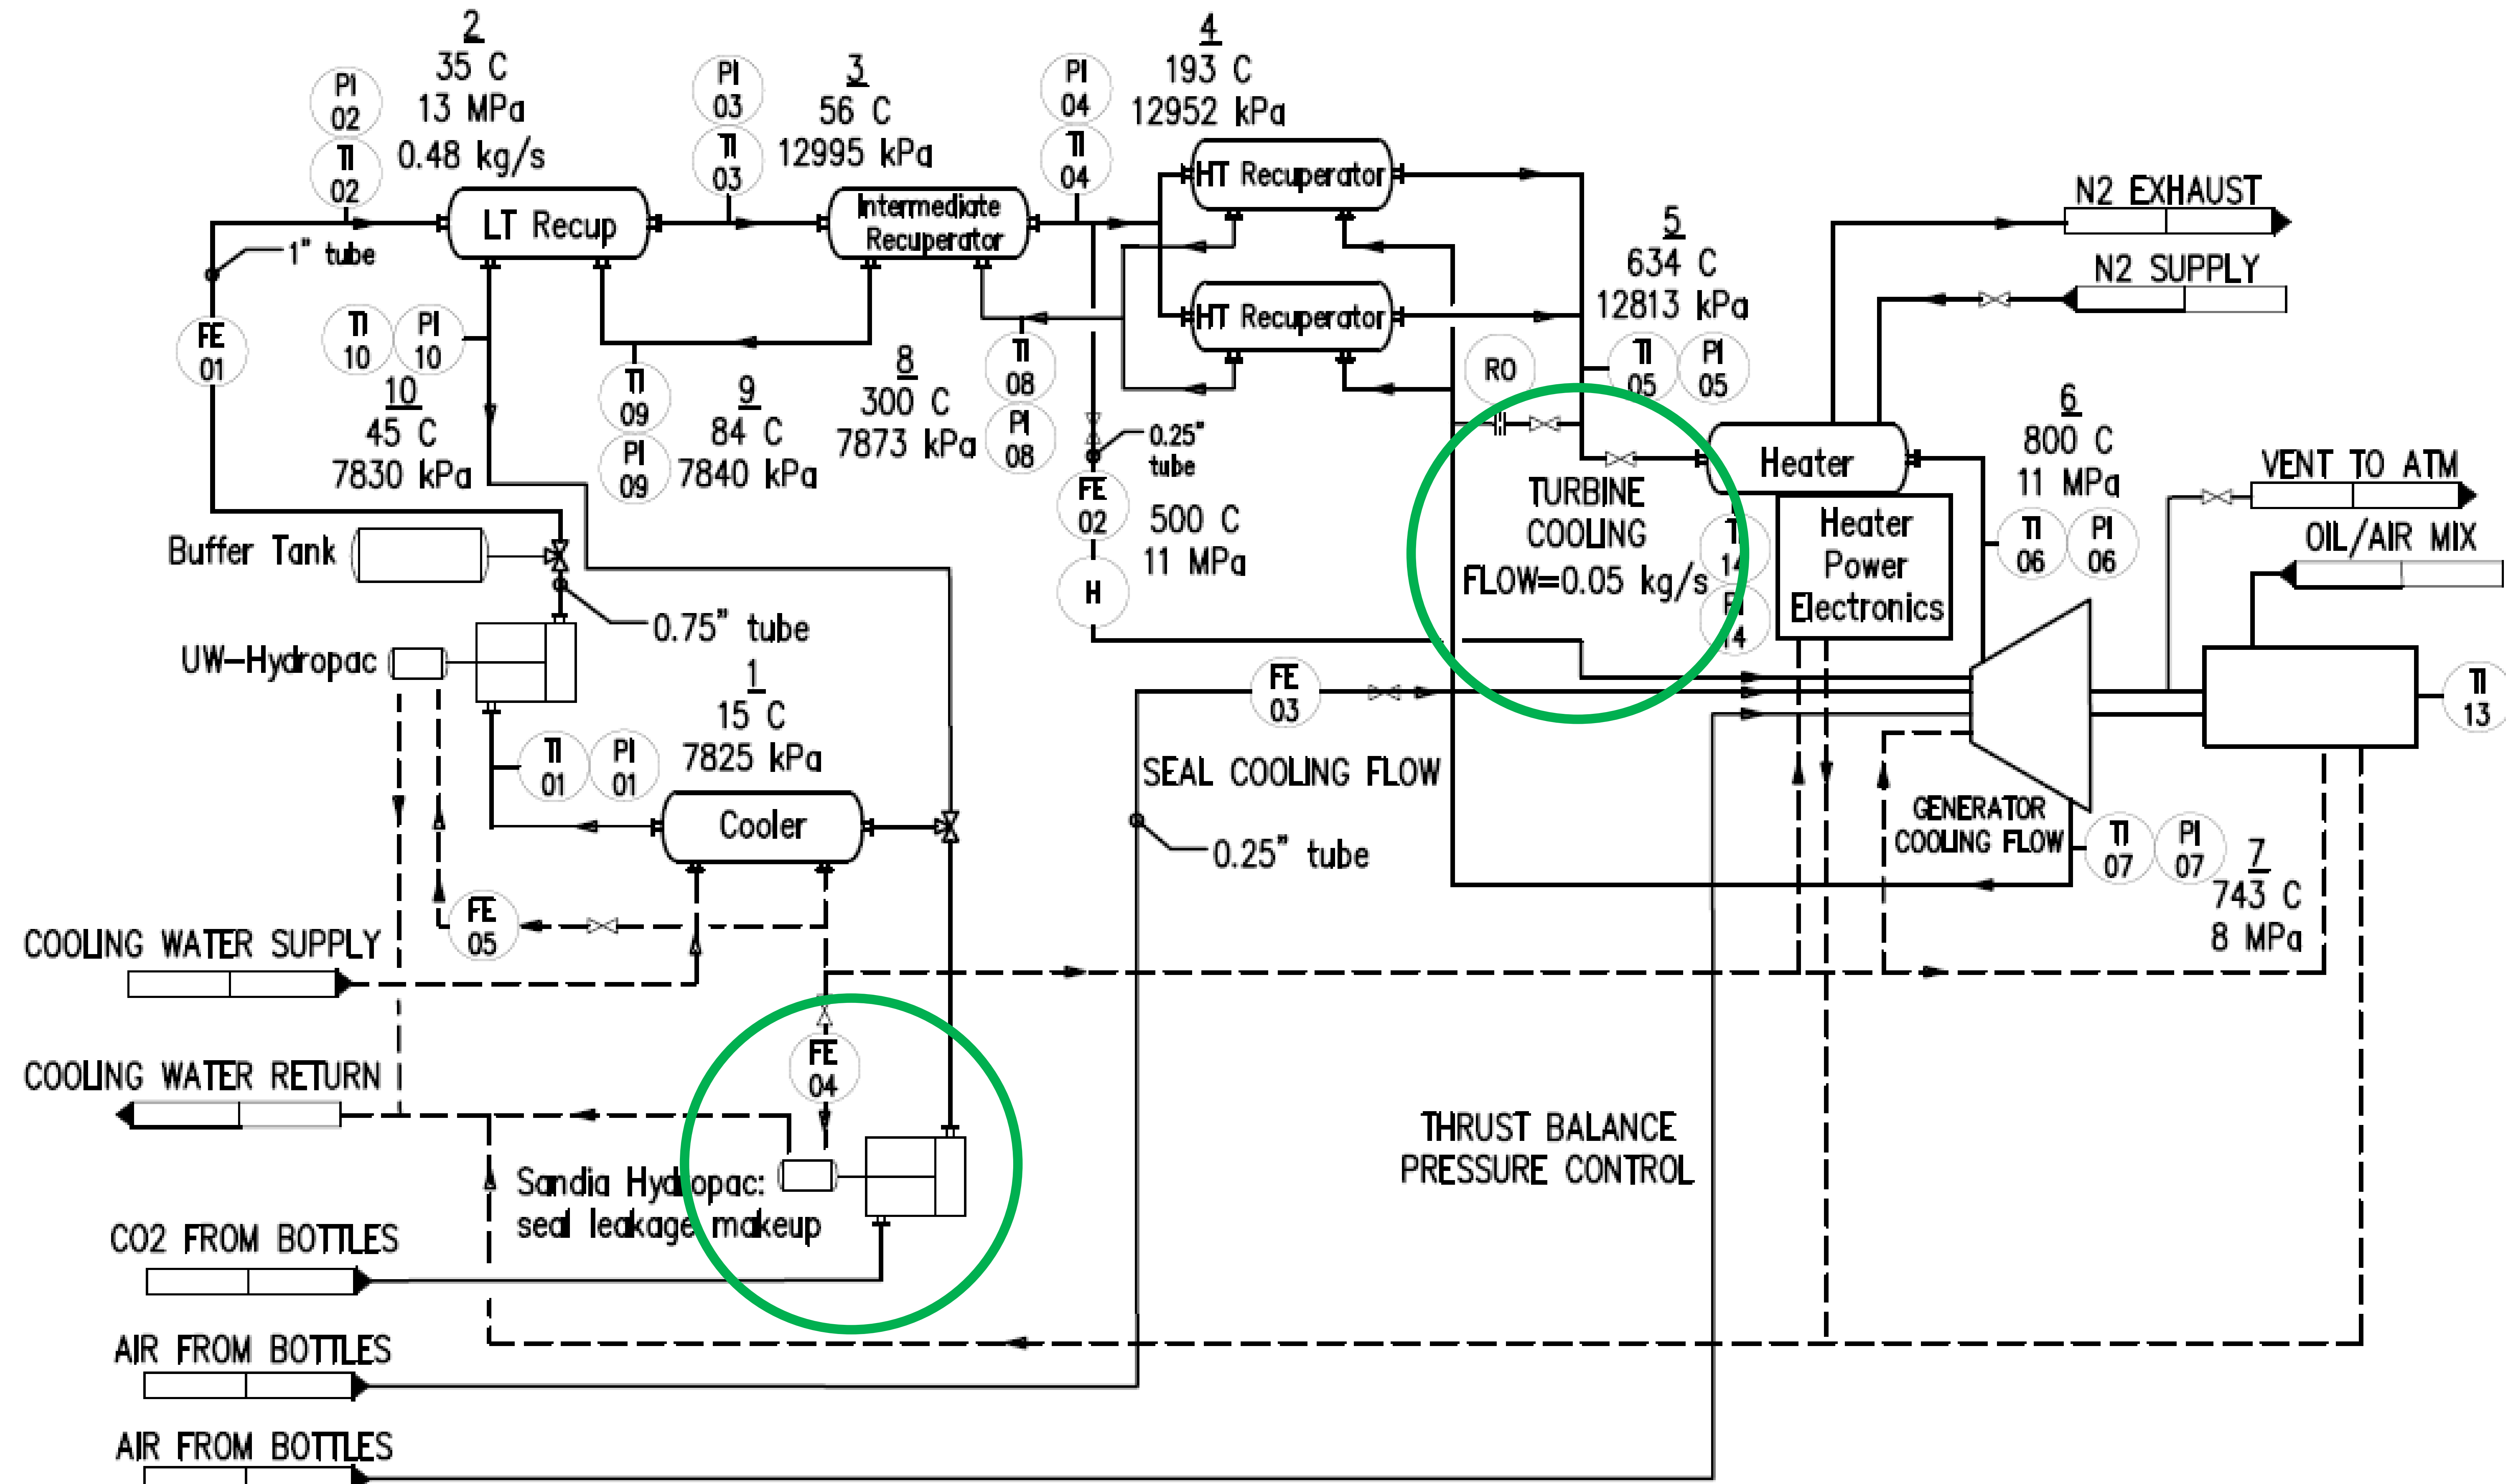 2
35 C
13 MPa
0.48 kg/s
PI
02
TI
02
PI
03
TI
03
3
56 C
12995 kPa
PI
04
TI
04
4
193 C
12952 kPa
LT Recup
Intermediate
Recuperator
HT Recuperator
HT Recuperator
1" tube
FE
01
TI
10
PI
10
10
45 C
7830 kPa
TI
09
PI
09
9
84 C
7840 kPa
8
300 C
7873 kPa
TI
08
PI
08
0.25"
tube
FE
02
500 C
11 MPa
H
RO
5
634 C
12813 kPa
TI
05
PI
05
N2 EXHAUST
N2 SUPPLY
Heater
6
800 C
11 MPa
TI
06
PI
06
VENT TO ATM
OIL/AIR MIX
TURBINE
COOLING
FLOW=0.05 kg/s
TI
14
PI
14
Heater
Power
Electronics
Buffer Tank
0.75" tube
UW-Hydropac
1
15 C
7825 kPa
TI
01
PI
01
Cooler
FE
03
SEAL COOLING FLOW
0.25" tube
TI
13
GENERATOR
COOLING FLOW
TI
07
PI
07
7
743 C
8 MPa
FE
05
COOLING WATER SUPPLY
FE
04
COOLING WATER RETURN
Sandia Hydropac:
seal leakage makeup
THRUST BALANCE
PRESSURE CONTROL
CO2 FROM BOTTLES
AIR FROM BOTTLES
AIR FROM BOTTLES